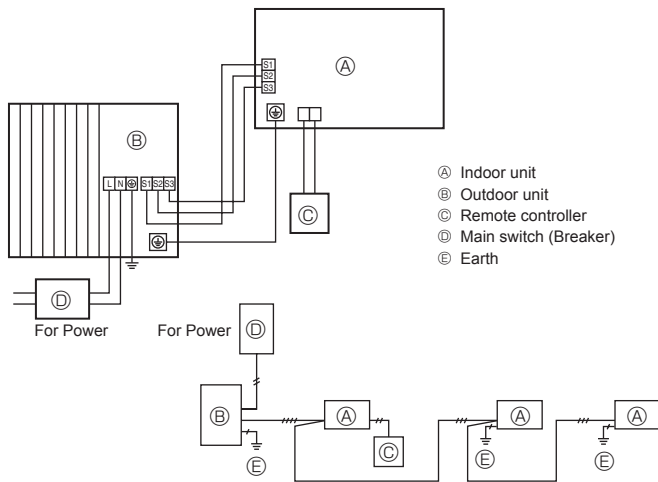 S1
S2
S3
Ⓐ
Ⓑ
L N S1 S2 S3
Ⓒ
Ⓐ Indoor unit
Ⓑ Outdoor unit
Ⓒ Remote controller
Ⓓ Main switch (Breaker)
Ⓔ Earth
Ⓓ
For Power
For Power Ⓓ
Ⓑ Ⓐ Ⓐ Ⓐ
Ⓔ Ⓒ Ⓔ Ⓔ